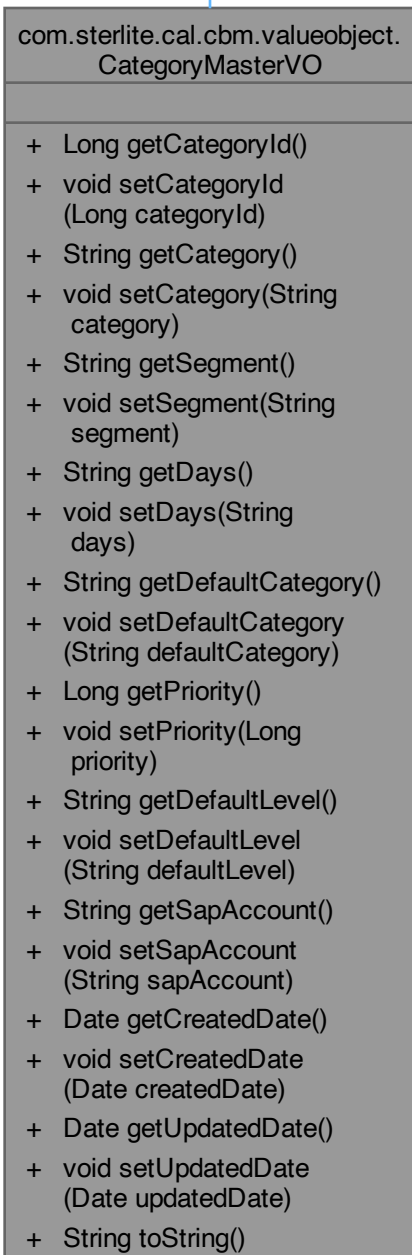 com.sterlite.cal.cbm.valueobject.
CategoryMasterVO
+ Long getCategoryId()
+ void setCategoryId
(Long categoryId)
+ String getCategory()
+ void setCategory(String
category)
+ String getSegment()
+ void setSegment(String
segment)
+ String getDays()
+ void setDays(String
days)
+ String getDefaultCategory()
+ void setDefaultCategory
(String defaultCategory)
+ Long getPriority()
+ void setPriority(Long
priority)
+ String getDefaultLevel()
+ void setDefaultLevel
(String defaultLevel)
+ String getSapAccount()
+ void setSapAccount
(String sapAccount)
+ Date getCreatedDate()
+ void setCreatedDate
(Date createdDate)
+ Date getUpdatedDate()
+ void setUpdatedDate
(Date updatedDate)
+ String toString()